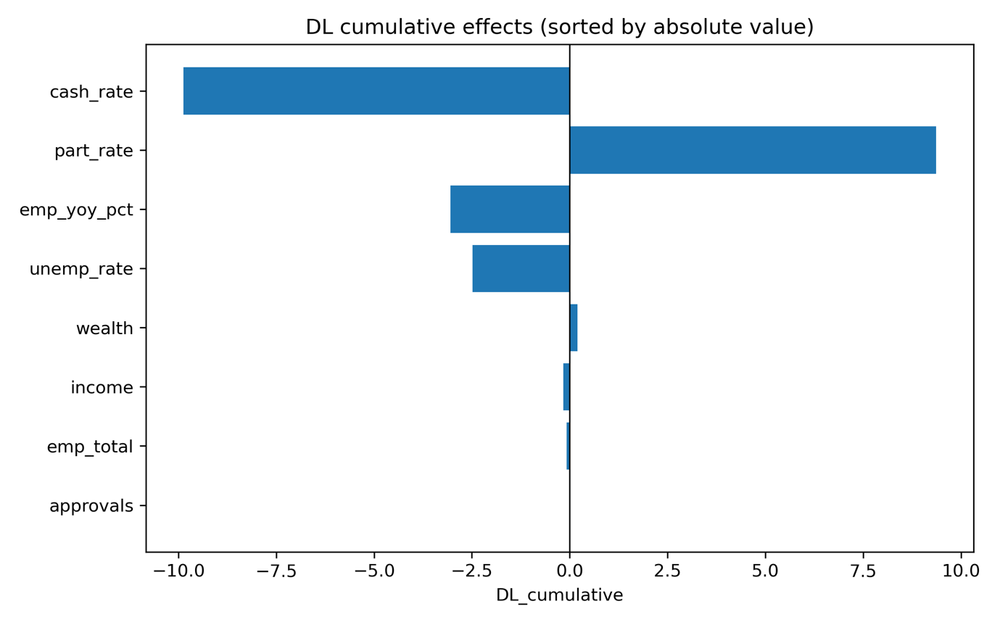 DL cumulative effects (sorted by absolute value)
cash_rate
part_rate
emp_yoy_pct
unemp_rate
wealth
income
emp_total
approvals
−10.0 −7.5 −5.0 −2.5 0.0 2.5 5.0 7.5 10.0
DL_cumulative